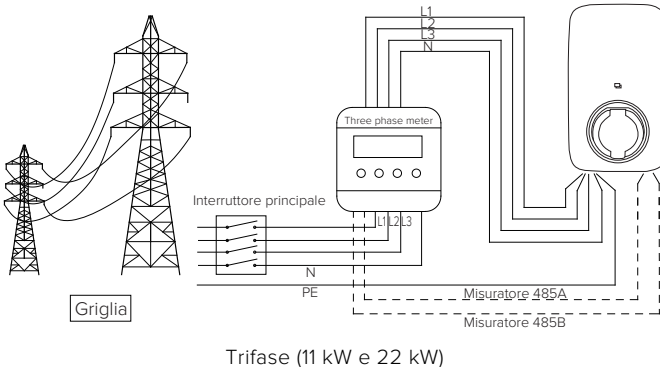 L1
L2
L3
N
Three phase meter
Interruttore principale
L1 L2 L3
N
PE
Griglia
Misuratore 485A
Misuratore 485B
Trifase (11 kW e 22 kW)